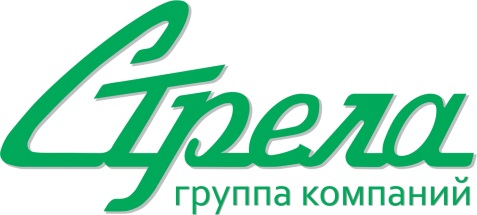 Стрела
группа компаний